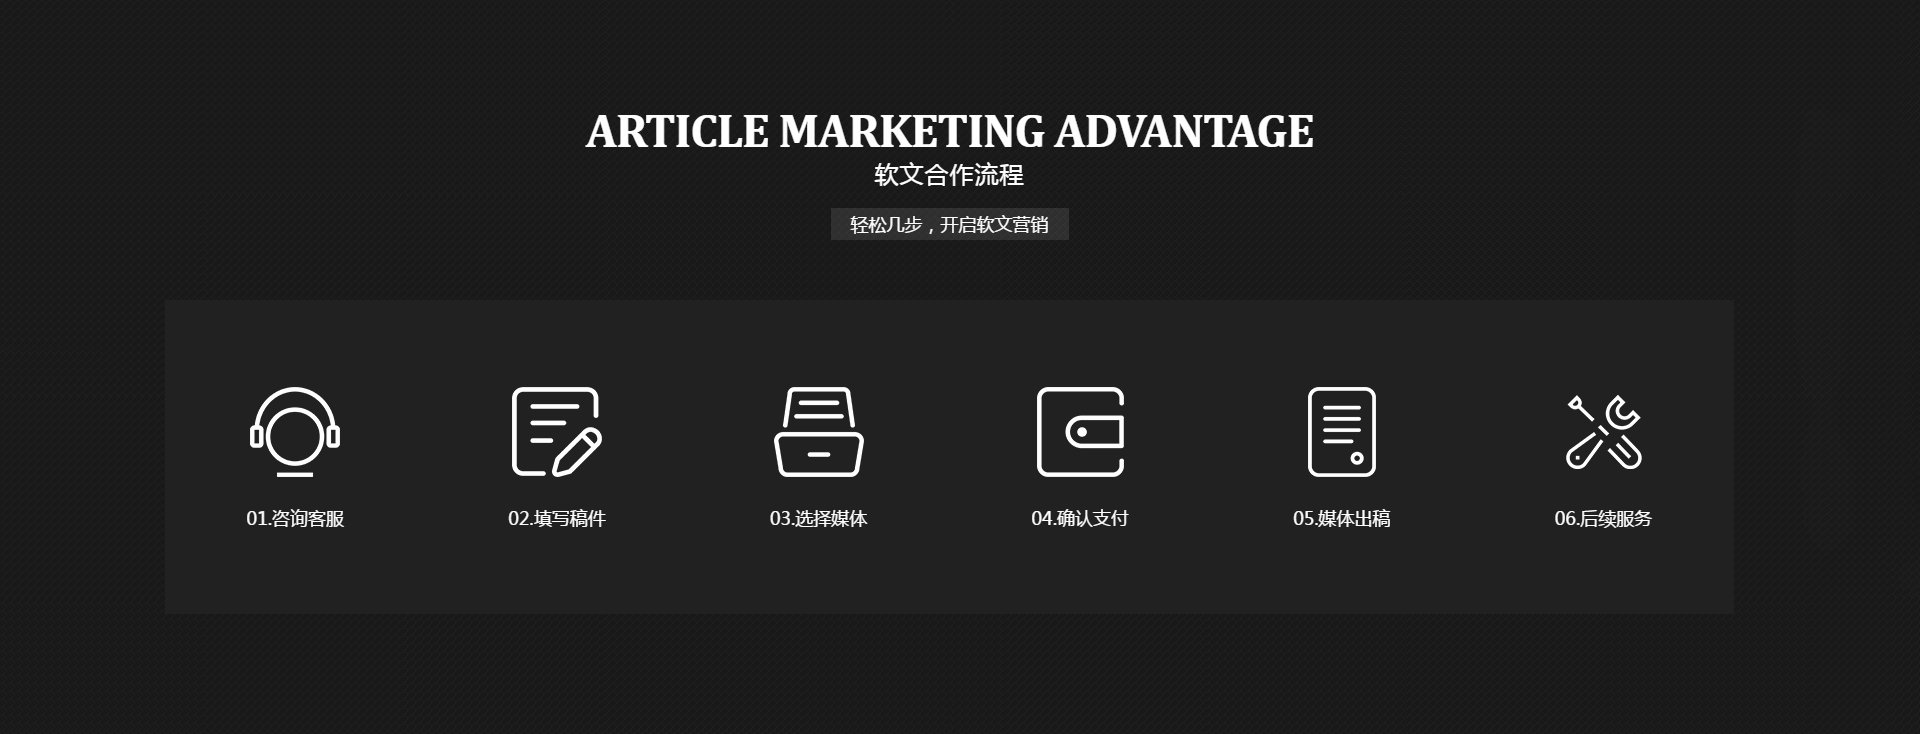 ARTICLE MARKETING ADVANTAGE
软文合作流程
轻松几步，开启软文营销
01.咨询客服
02.填写稿件
03.选择媒体
04.确认支付
05.媒体出稿
06.后续服务